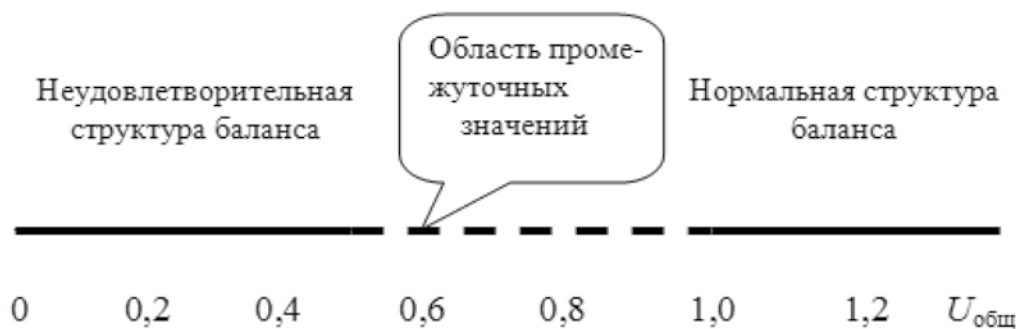 Неудовлетворительная
структура баланса
Область проме-
жуточных
значений
Нормальная структура
баланса
0 0,2 0,4 0,6 0,8 1,0 1,2 Uобщ